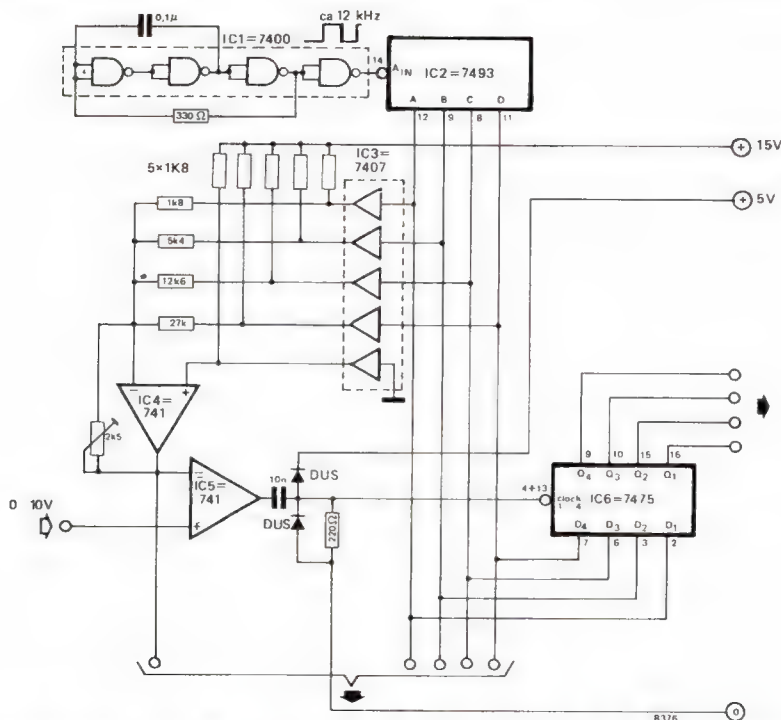 0,1µ
IC1=7400
ca 12 kHz
330 Ω
14
A IN
IC2=7493
A B C D
12 9 8 11
15V
5V
5×1K8
IC3=
7407
1k8
5k4
12k6
27k
2k5
− +
IC4=
741
−
IC5=
741
+
0 10V
10n
DUS
DUS
220Ω
9 10 15 16
Q4 Q3 Q2 Q1
4+13
clock
1 4
IC6=7475
D4 D3 D2 D1
7 6 3 2
0
8376